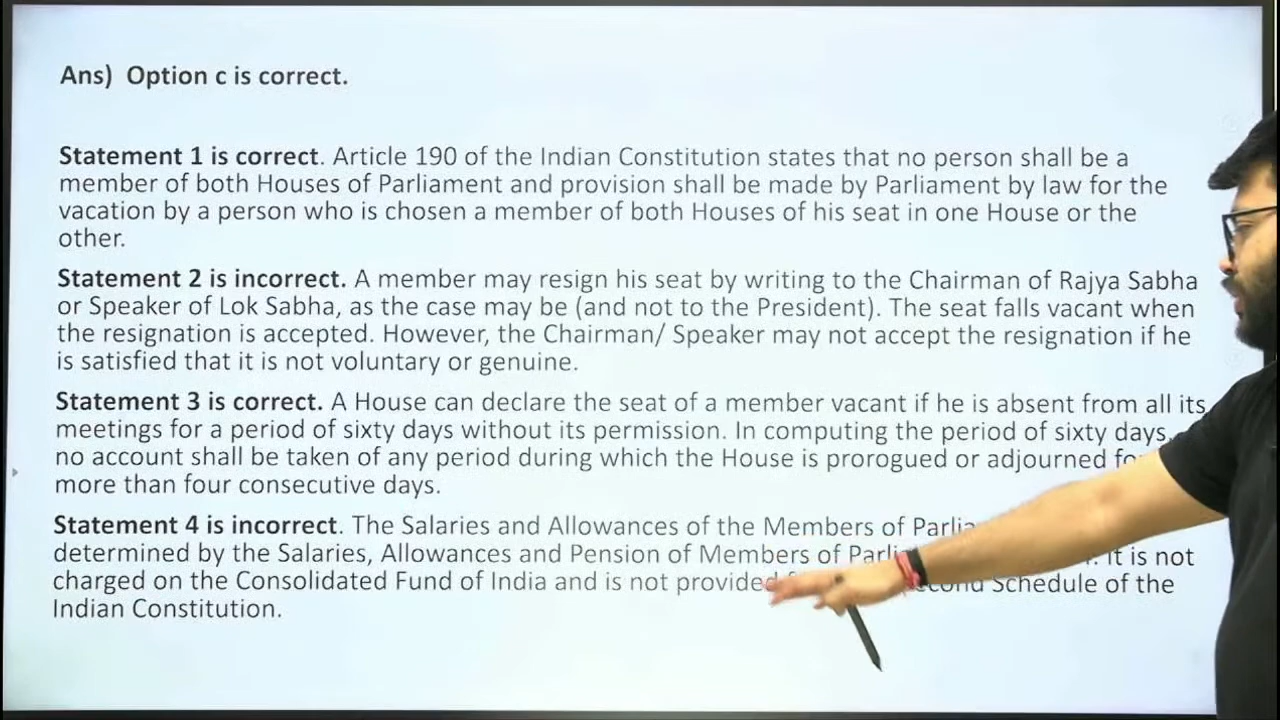 Ans) Option c is correct.
Statement 1 is correct. Article 190 of the Indian Constitution states that no person shall be a
member of both Houses of Parliament and provision shall be made by Parliament by law for the
vacation by a person who is chosen a member of both Houses of his seat in one House or the
other.
Statement 2 is incorrect. A member may resign his seat by writing to the Chairman of Rajya Sabha
or Speaker of Lok Sabha, as the case may be (and not to the President). The seat falls vacant when
the resignation is accepted. However, the Chairman/ Speaker may not accept the resignation if he
is satisfied that it is not voluntary or genuine.
Statement 3 is correct. A House can declare the seat of a member vacant if he is absent from all its
meetings for a period of sixty days without its permission. In computing the period of sixty days,
no account shall be taken of any period during which the House is prorogued or adjourned
more than four consecutive days.
Statement 4 is incorrect. The Salaries and Allowances of the Members of
determined by the Salaries, Allowances and Pension of Members of It is not
charged on the Consolidated Fund of India and is not provided Schedule of the
Indian Constitution.